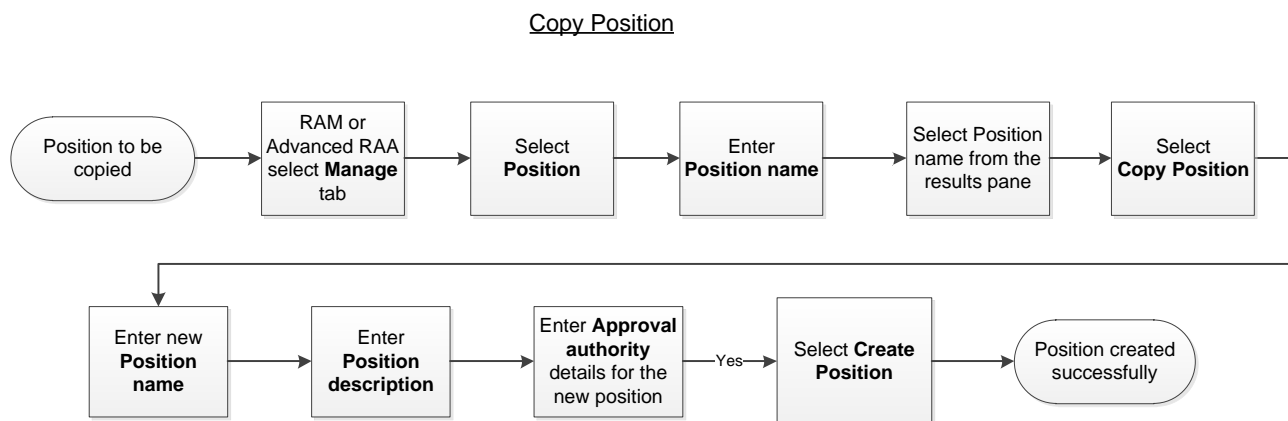 Copy Position
Position to be
copied
RAM or
Advanced RAA
select Manage
tab
Select
Position
Enter
Position name
Select Position
name from the
results pane
Select
Copy Position
Enter new
Position
name
Enter
Position
description
Enter Approval
authority
details for the
new position
Yes
Select Create
Position
Position created
successfully